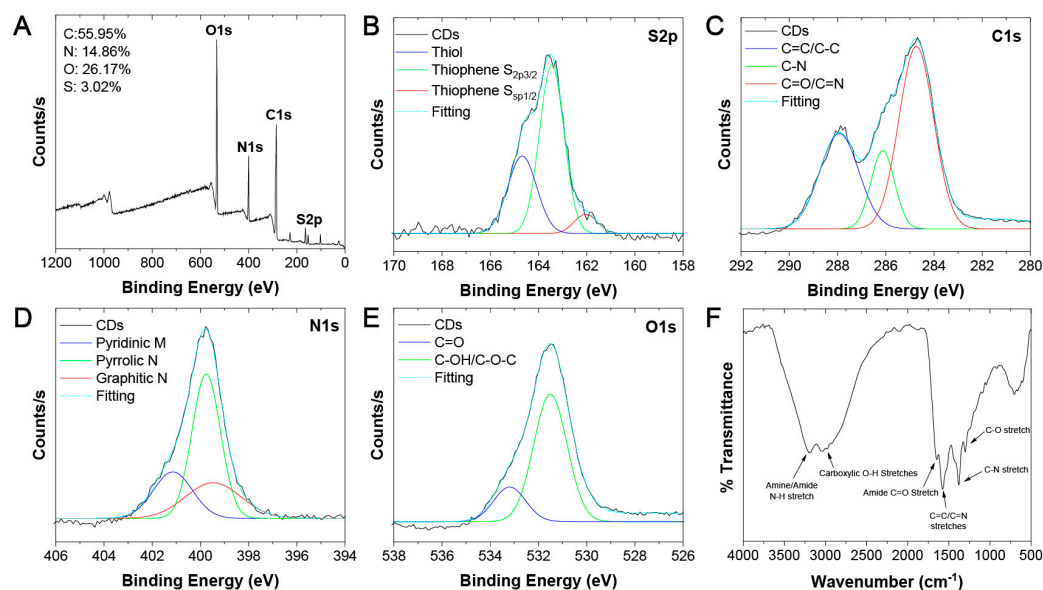 A
C:55.95%
N: 14.86%
O: 26.17%
S: 3.02%
O1s
C1s
N1s
S2p
Counts/s
1200 1000 800 600 400 200 0
Binding Energy (eV)
B
S2p
CDs
Thiol
Thiophene S2p3/2
Thiophene Ssp1/2
Fitting
Counts/s
170 168 166 164 162 160 158
Binding Energy (eV)
C
C1s
CDs
C=C/C-C
C-N
C=O/C=N
Fitting
Counts/s
292 290 288 286 284 282 280
Binding Energy (eV)
D
N1s
CDs
Pyridinic M
Pyrrolic N
Graphitic N
Fitting
Counts/s
406 404 402 400 398 396 394
Binding Energy (eV)
E
O1s
CDs
C=O
C-OH/C-O-C
Fitting
Counts/s
538 536 534 532 530 528 526
Binding Energy (eV)
F
C-O stretch
Carboxylic O-H Stretches
C-N stretch
Amine/Amide
N-H stretch
Amide C=O Stretch
C=C/C=N
stretches
% Transmittance
4000 3500 3000 2500 2000 1500 1000 500
Wavenumber (cm-1)